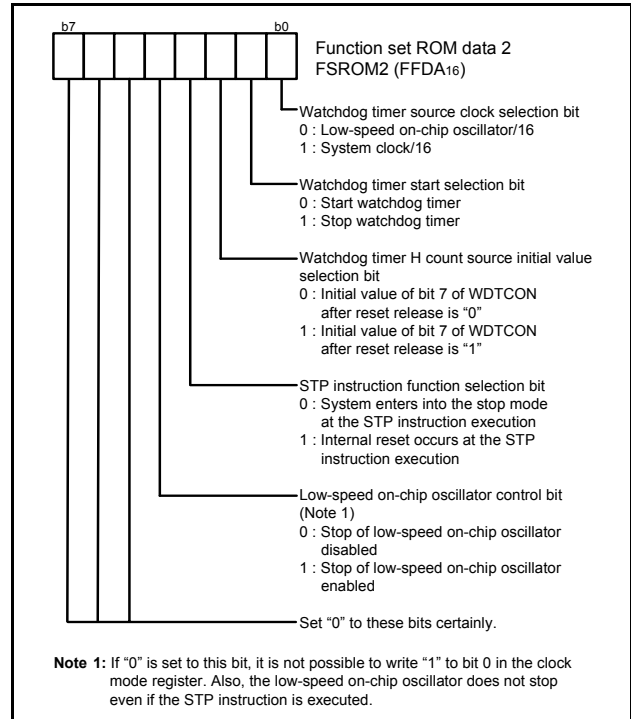 b7 b0
Function set ROM data 2
FSROM2 (FFDA16)
Watchdog timer source clock selection bit
0 : Low-speed on-chip oscillator/16
1 : System clock/16
Watchdog timer start selection bit
0 : Start watchdog timer
1 : Stop watchdog timer
Watchdog timer H count source initial value
selection bit
0 : Initial value of bit 7 of WDTCON
after reset release is “0”
1 : Initial value of bit 7 of WDTCON
after reset release is “1”
STP instruction function selection bit
0 : System enters into the stop mode
at the STP instruction execution
1 : Internal reset occurs at the STP
instruction execution
Low-speed on-chip oscillator control bit
(Note 1)
0 : Stop of low-speed on-chip oscillator
disabled
1 : Stop of low-speed on-chip oscillator
enabled
Set “0” to these bits certainly.
Note 1: If “0” is set to this bit, it is not possible to write “1” to bit 0 in the clock
mode register. Also, the low-speed on-chip oscillator does not stop
even if the STP instruction is executed.